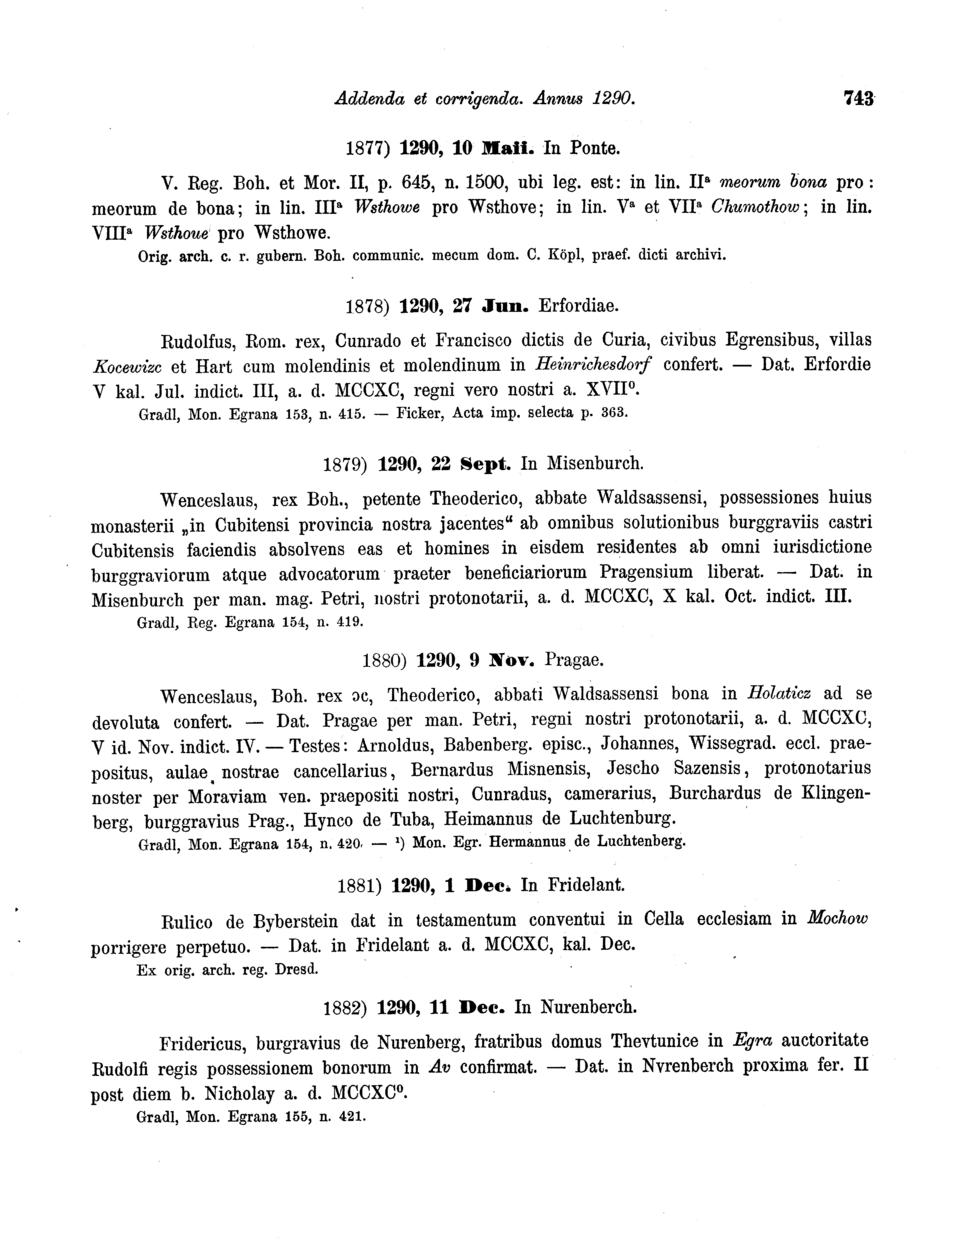 Addenda et corrigenda. Annus 1290. 743
1877) 1290, 10 Maii. In Ponte.
V. Reg. Boh. et Mor. II, p. 645, n. 1500, ubi leg. est: in lin. IIª meorum bona pro:
meorum de bona; in lin. IIIª Wsthowe pro Wsthove; in lin. Vª et VIIª Chumothow; in lin.
VIIIª Wsthoue pro Wsthowe.
Orig. arch. c. r. gubern. Boh. communic. mecum dom. C. Köpl, praef. dicti archivi.
1878) 1290, 27 Jun. Erfordiae.
Rudolfus, Rom. rex, Cunrado et Francisco dictis de Curia, civibus Egrensibus, villas
Kocewizc et Hart cum molendinis et molendinum in Heinrichesdorf confert. — Dat. Erfordie
V kal. Jul. indict. III, a. d. MCCXC, regni vero nostri a. XVII⁰.
Gradl, Mon. Egrana 153, n. 415. — Ficker, Acta imp. selecta p. 363.
1879) 1290, 22 Sept. In Misenburch.
Wenceslaus, rex Boh., petente Theoderico, abbate Waldsassensi, possessiones huius
monasterii „in Cubitensi provincia nostra jacentes“ ab omnibus solutionibus burggraviis castri
Cubitensis faciendis absolvens eas et homines in eisdem residentes ab omni iurisdictione
burggraviorum atque advocatorum praeter beneficiariorum Pragensium liberat. — Dat. in
Misenburch per man. mag. Petri, nostri protonotarii, a. d. MCCXC, X kal. Oct. indict. III.
Gradl, Reg. Egrana 154, n. 419.
1880) 1290, 9 Nov. Pragae.
Wenceslaus, Boh. rex ɔc, Theoderico, abbati Waldsassensi bona in Holaticz ad se
devoluta confert. — Dat. Pragae per man. Petri, regni nostri protonotarii, a. d. MCCXC,
V id. Nov. indict. IV. — Testes: Arnoldus, Babenberg. episc., Johannes, Wissegrad. eccl. prae-
positus, aulae nostrae cancellarius, Bernardus Misnensis, Jescho Sazensis, protonotarius
noster per Moraviam ven. praepositi nostri, Cunradus, camerarius, Burchardus de Klingen-
berg, burggravius Prag., Hynco de Tuba, Heimannus de Luchtenburg.
Gradl, Mon. Egrana 154, n. 420. — ¹) Mon. Egr. Hermannus de Luchtenberg.
1881) 1290, 1 Dec. In Fridelant.
Rulico de Byberstein dat in testamentum conventui in Cella ecclesiam in Mochow
porrigere perpetuo. — Dat. in Fridelant a. d. MCCXC, kal. Dec.
Ex orig. arch. reg. Dresd.
1882) 1290, 11 Dec. In Nurenberch.
Fridericus, burgravius de Nurenberg, fratribus domus Thevtunice in Egra auctoritate
Rudolfi regis possessionem bonorum in Av confirmat. — Dat. in Nvrenberch proxima fer. II
post diem b. Nicholay a. d. MCCXC⁰.
Gradl, Mon. Egrana 155, n. 421.